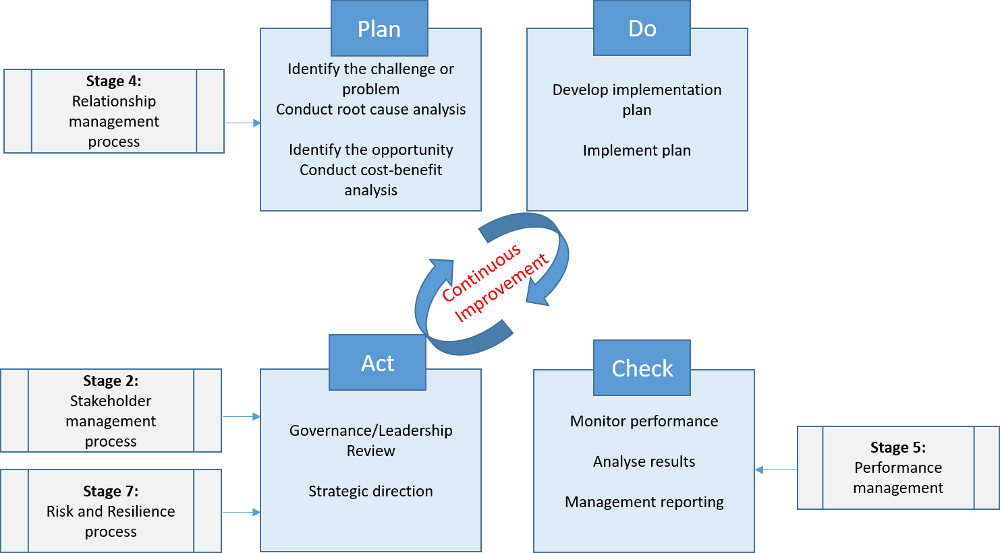 Plan
Identify the challenge or
problem
Conduct root cause analysis
Identify the opportunity
Conduct cost-benefit
analysis
Do
Develop implementation
plan
Implement plan
Stage 4:
Relationship
management
process
Continuous
Improvement
Act
Governance/Leadership
Review
Strategic direction
Check
Monitor performance
Analyse results
Management reporting
Stage 2:
Stakeholder
management
process
Stage 7:
Risk and Resilience
process
Stage 5:
Performance
management